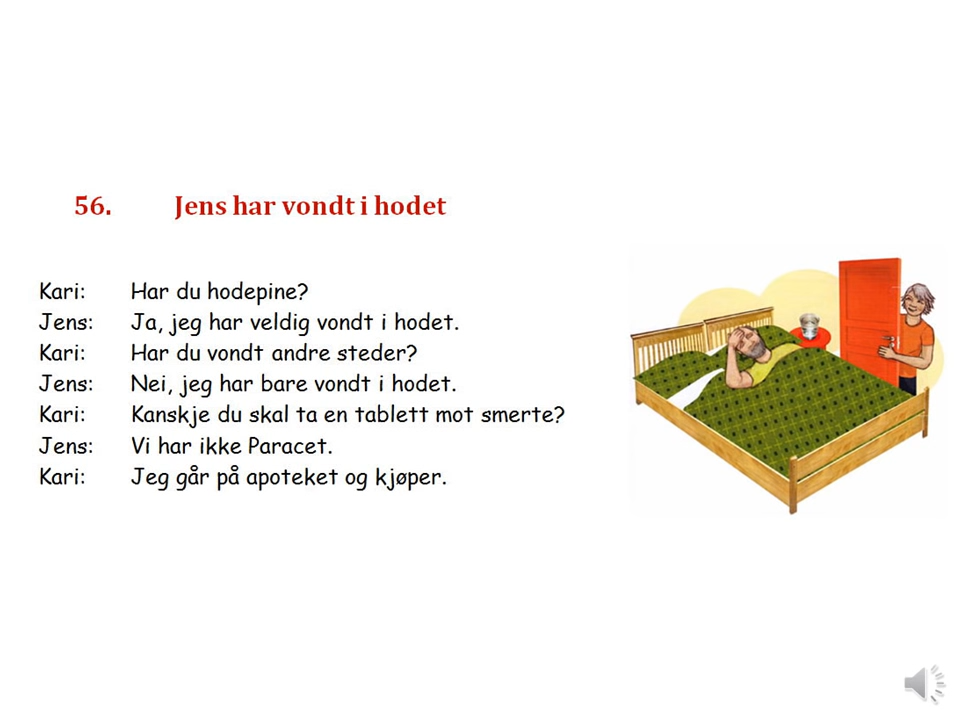 56. Jens har vondt i hodet
Kari: Har du hodepine?
Jens: Ja, jeg har veldig vondt i hodet.
Kari: Har du vondt andre steder?
Jens: Nei, jeg har bare vondt i hodet.
Kari: Kanskje du skal ta en tablett mot smerte?
Jens: Vi har ikke Paracet.
Kari: Jeg går på apoteket og kjøper.